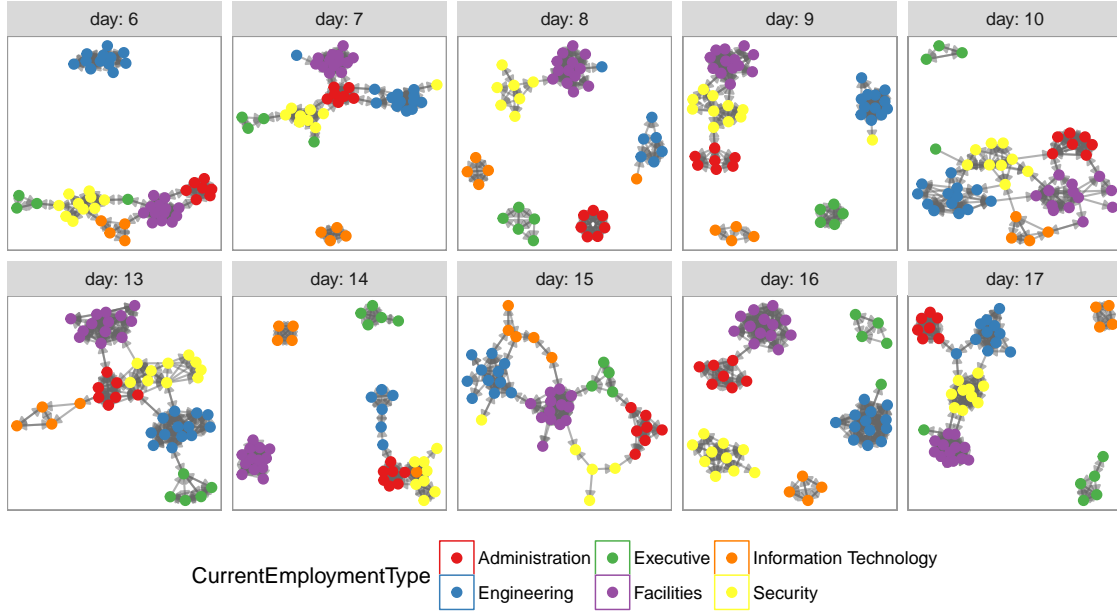 day: 6
day: 7
day: 8
day: 9
day: 10
day: 13
day: 14
day: 15
day: 16
day: 17
CurrentEmploymentType
Administration
Executive
Information Technology
Engineering
Facilities
Security